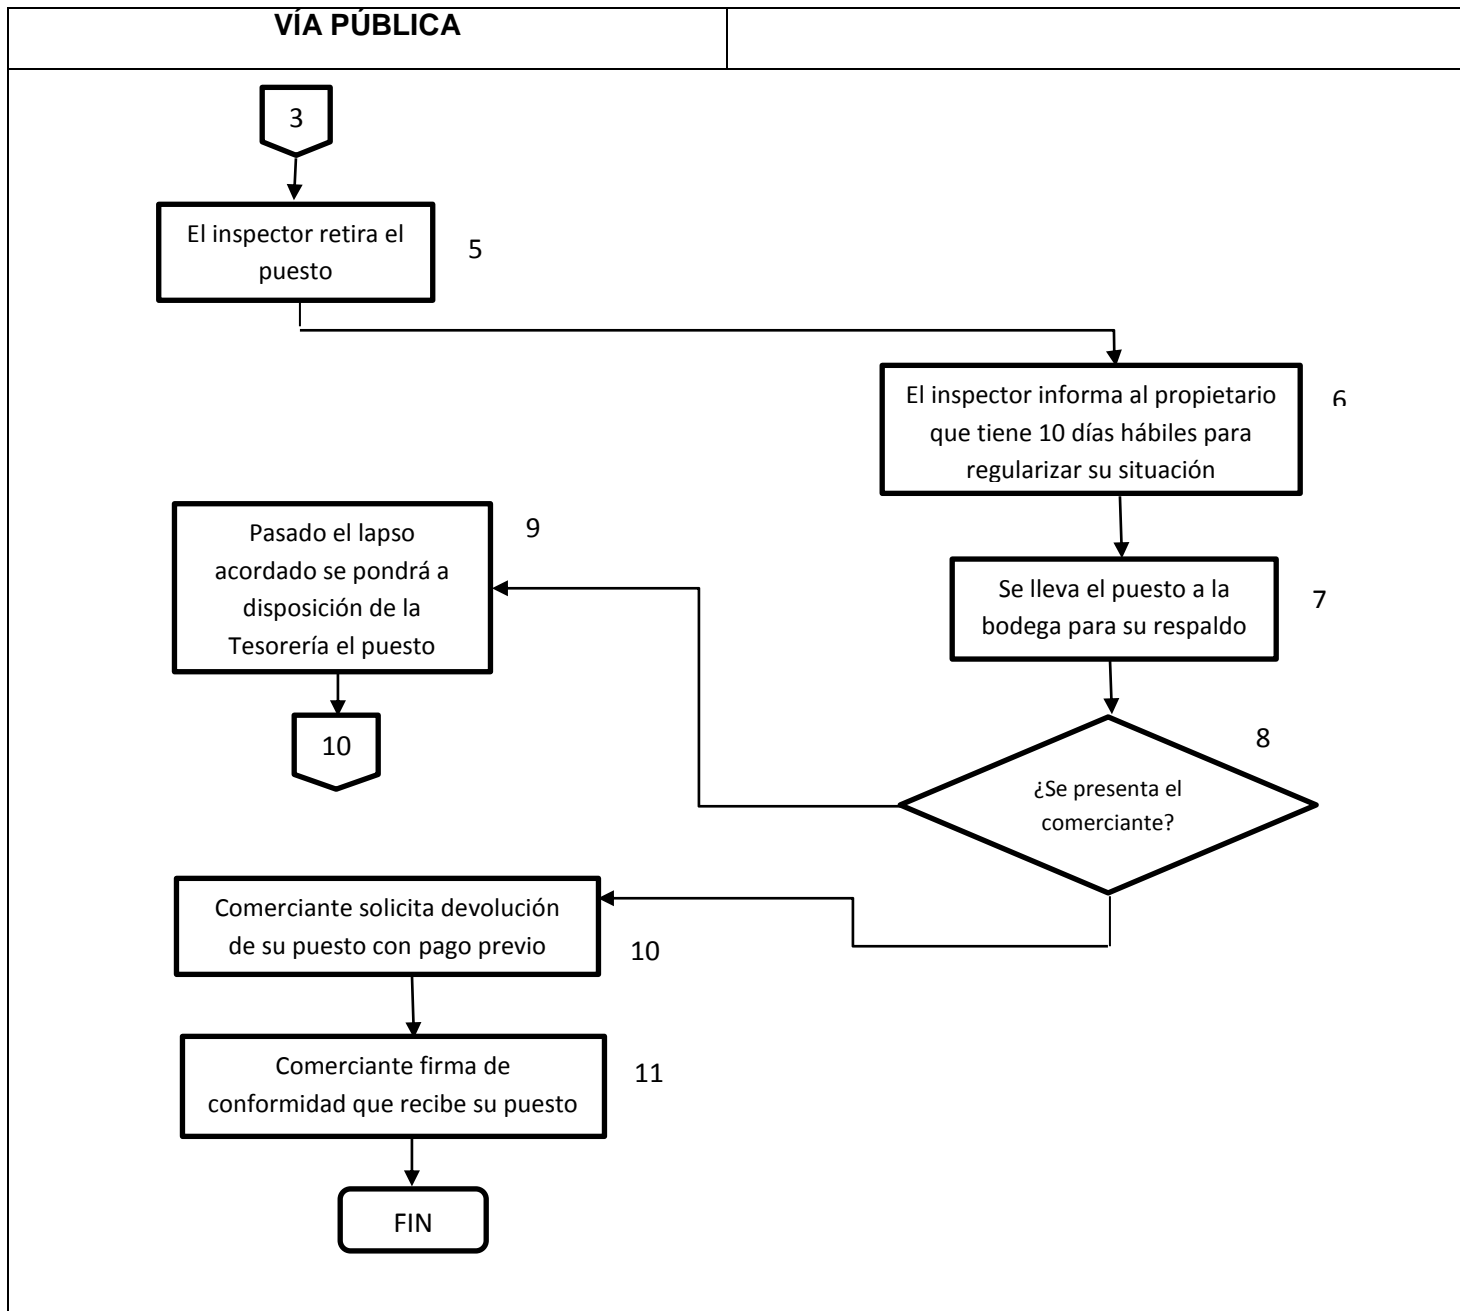 VÍA PÚBLICA
3
El inspector retira el
puesto
5
El inspector informa al propietario
que tiene 10 días hábiles para
regularizar su situación
6
Pasado el lapso
acordado se pondrá a
disposición de la
Tesorería el puesto
9
Se lleva el puesto a la
bodega para su respaldo
7
10
8
¿Se presenta el
comerciante?
Comerciante solicita devolución
de su puesto con pago previo
10
Comerciante firma de
conformidad que recibe su puesto
11
FIN